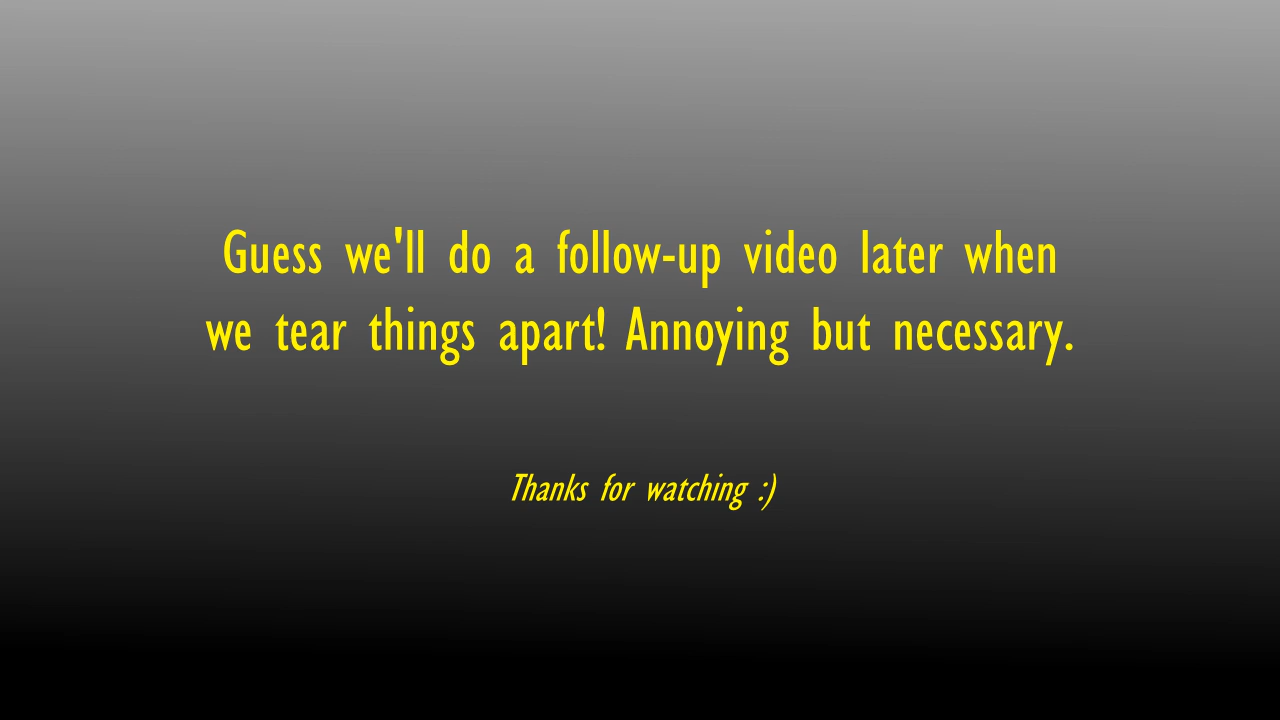 Guess we'll do a follow-up video later when
we tear things apart! Annoying but necessary.
Thanks for watching :)